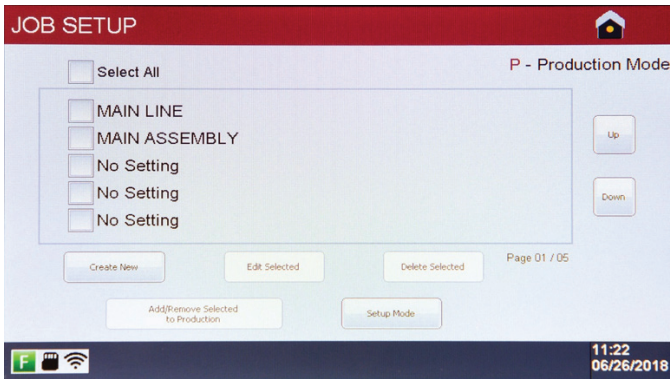 JOB SETUP
Select All
P - Production Mode
MAIN LINE
MAIN ASSEMBLY
No Setting
No Setting
No Setting
Up
Down
Create New
Edit Selected
Delete Selected
Page 01 / 05
Add/Remove Selected
to Production
Setup Mode
F
11:22
06/26/2018